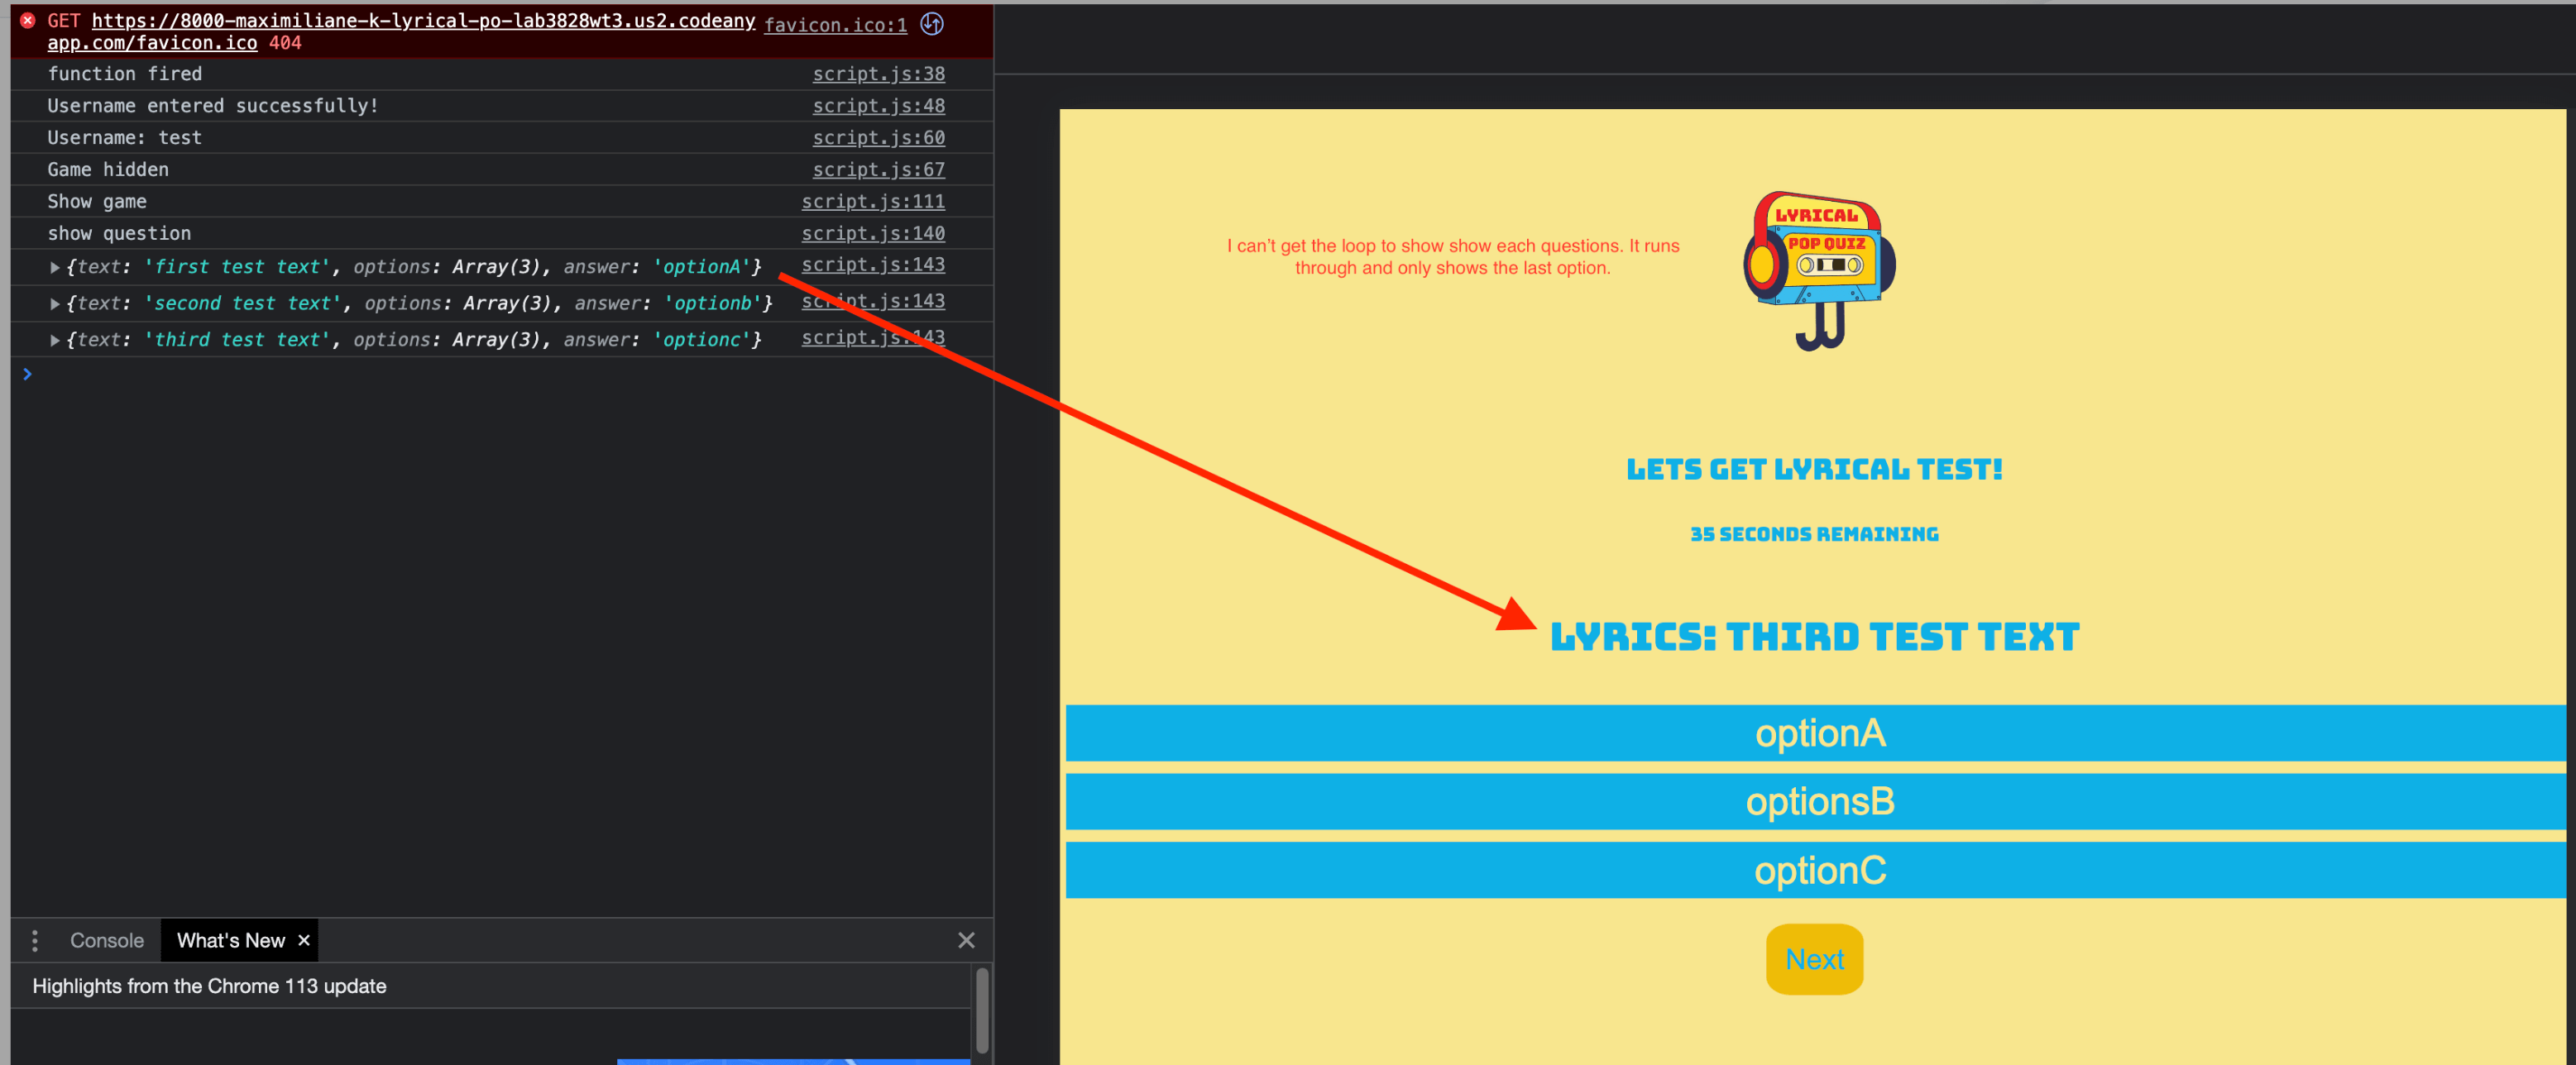 GET https://8000-maximiliane-k-lyrical-po-lab3828wt3.us2.codeany favicon.ico:1
app.com/favicon.ico 404
function fired script.js:38
Username entered successfully! script.js:48
Username: test script.js:60
Game hidden script.js:67
Show game script.js:111
show question script.js:140
{text: 'first test text', options: Array(3), answer: 'optionA'} script.js:143
{text: 'second test text', options: Array(3), answer: 'optionb'} script.js:143
{text: 'third test text', options: Array(3), answer: 'optionc'} script.js:143
Console What's New
Highlights from the Chrome 113 update
I can't get the loop to show show each questions. It runs
through and only shows the last option.
LYRICAL
POP QUIZ
LETS GET LYRICAL TEST!
35 SECONDS REMAINING
LYRICS: THIRD TEST TEXT
optionA
optionsB
optionC
Next